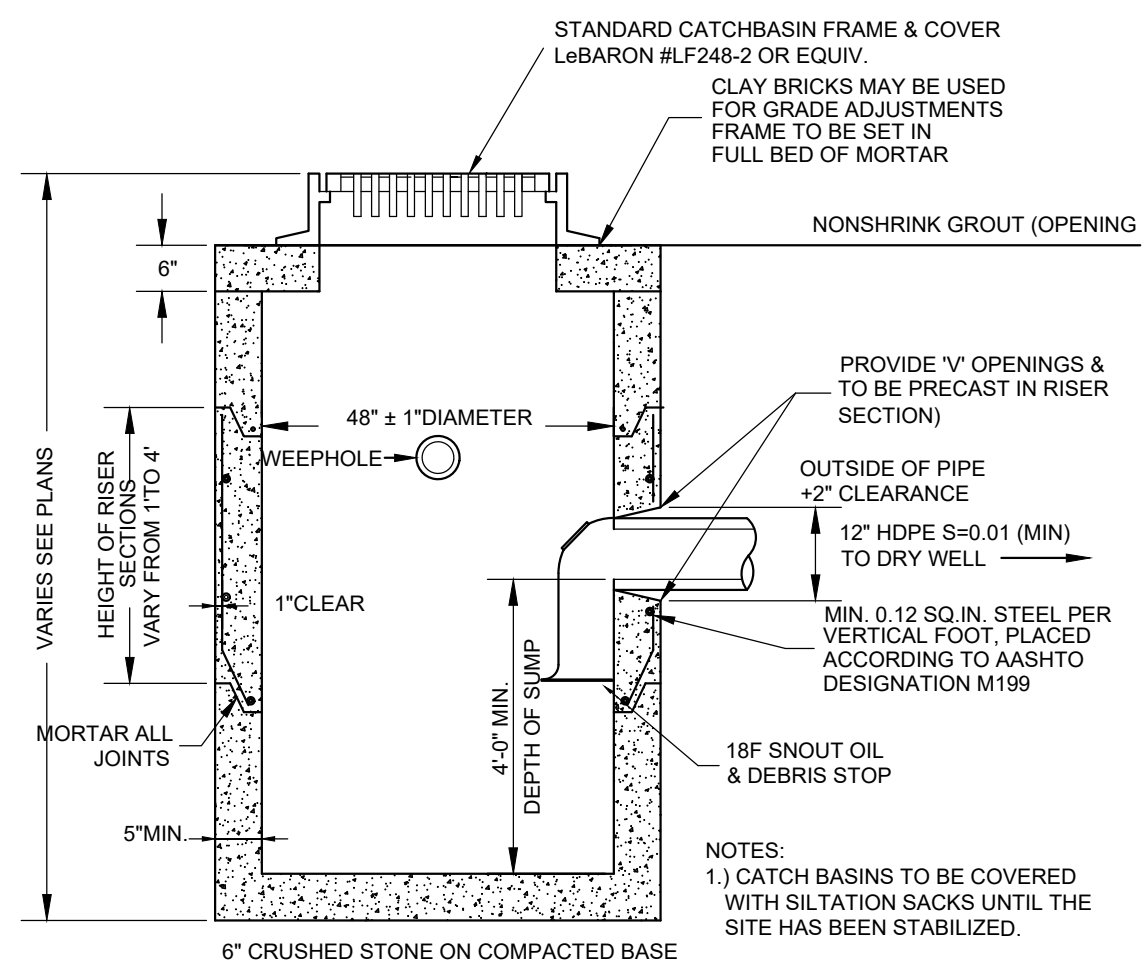 STANDARD CATCHBASIN FRAME & COVER
LeBARON #LF248-2 OR EQUIV.
CLAY BRICKS MAY BE USED
FOR GRADE ADJUSTMENTS
FRAME TO BE SET IN
FULL BED OF MORTAR
NONSHRINK GROUT (OPENING
6"
PROVIDE 'V' OPENINGS &
TO BE PRECAST IN RISER
SECTION)
48" ± 1"DIAMETER
WEEPHOLE
OUTSIDE OF PIPE
+2" CLEARANCE
12" HDPE S=0.01 (MIN)
TO DRY WELL
VARIES SEE PLANS
HEIGHT OF RISER
SECTIONS
VARY FROM 1'TO 4'
1"CLEAR
MIN. 0.12 SQ.IN. STEEL PER
VERTICAL FOOT, PLACED
ACCORDING TO AASHTO
DESIGNATION M199
4'-0" MIN.
DEPTH OF SUMP
MORTAR ALL
JOINTS
18F SNOUT OIL
& DEBRIS STOP
5"MIN.
NOTES:
1.) CATCH BASINS TO BE COVERED
WITH SILTATION SACKS UNTIL THE
SITE HAS BEEN STABILIZED.
6" CRUSHED STONE ON COMPACTED BASE